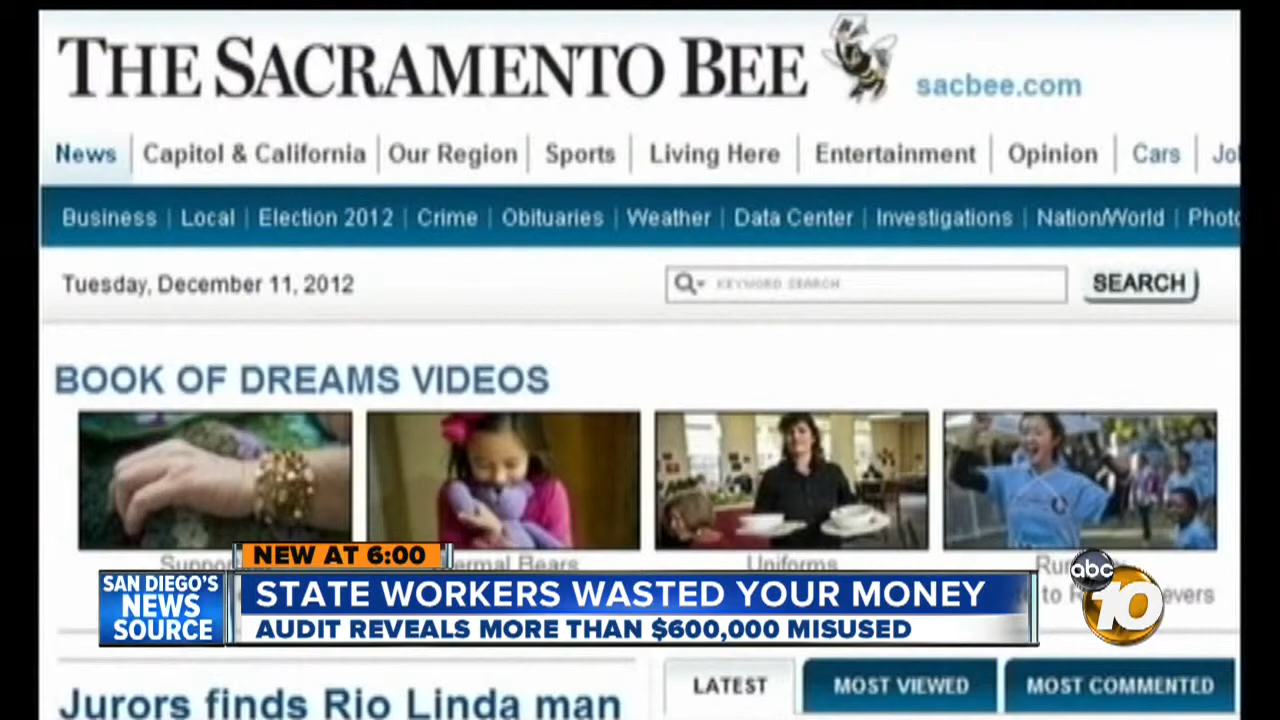 THE SACRAMENTO BEE
sacbee.com
News Capitol & California Our Region Sports Living Here Entertainment Opinion Cars
Business Local Election 2012 Crime Obituaries Weather Data Center Investigations Nation/World
Tuesday, December 11, 2012
KEYWORD SEARCH
SEARCH
BOOK OF DREAMS VIDEOS
Bears
Uniforms
NEW AT 6:00
SAN DIEGO'S
NEWS
SOURCE
STATE WORKERS WASTED YOUR MONEY
AUDIT REVEALS MORE THAN $600,000 MISUSED
abc
10
LATEST
MOST VIEWED
MOST COMMENTED
Jurors finds Rio Linda man